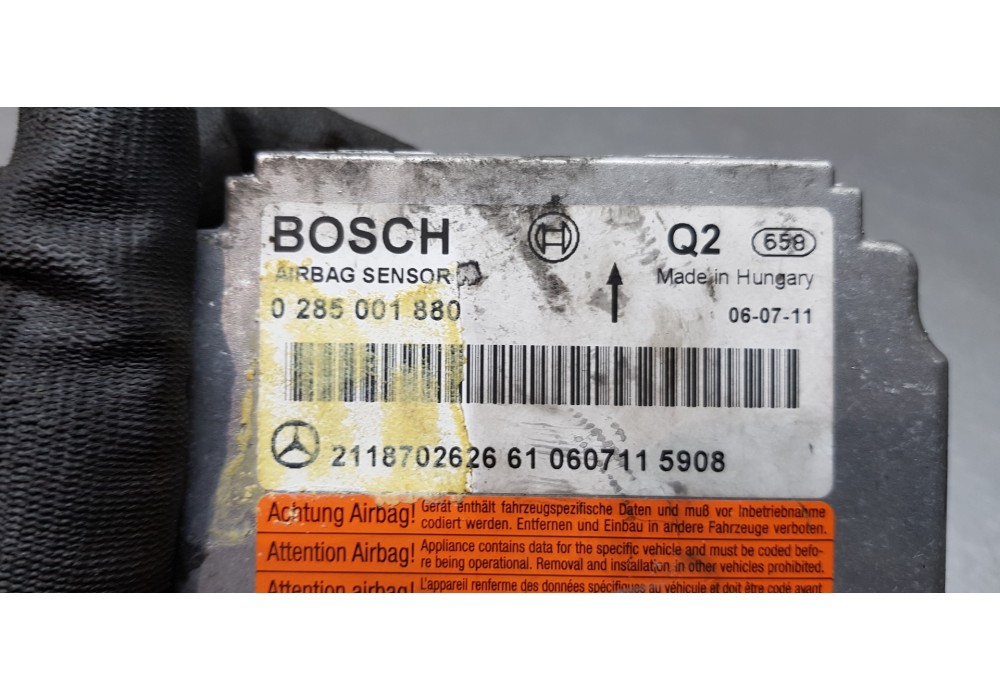 BOSCH
Q2 658
AIRBAG SENSOR
Made in Hungary
0 285 001 880
06-07-11
2118702626 61 060711 5908
Achtung Airbag! Gerät enthält fahrzeugspezifische Daten und muß vor Inbetriebnahme
codiert werden. Entfernen und Einbau in andere Fahrzeuge verboten.
Attention Airbag! Appliance contains data for the specific vehicle and must be coded befo-
re being operational. Removal and installation in other vehicles prohibited.
Attention airbag! L'appareil renferme des données spécifiques au véhicule et doit être codé avant